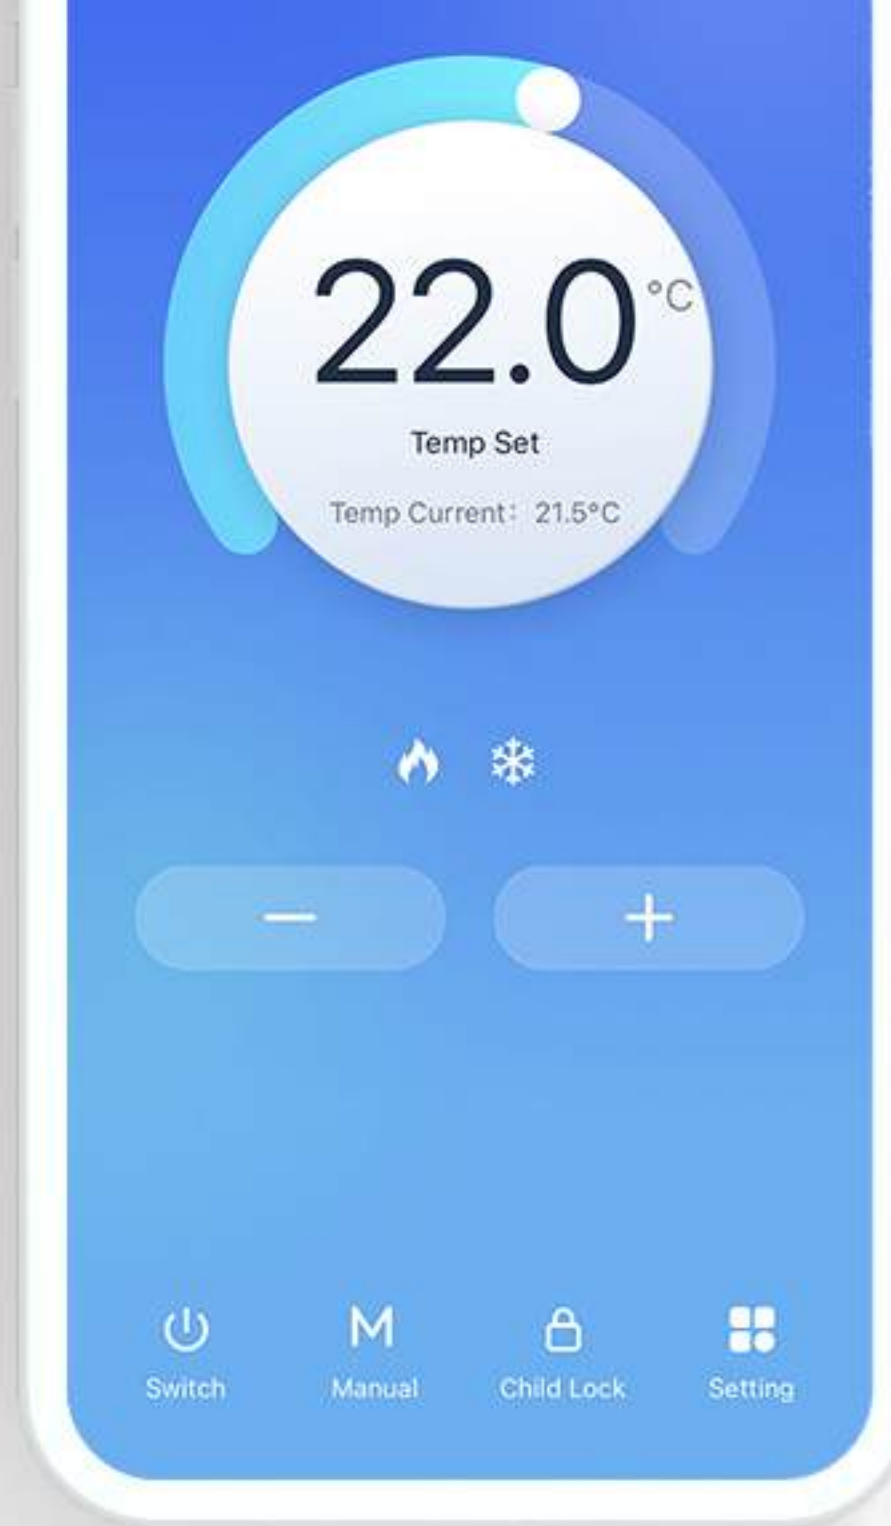 22.0°C
Temp Set
Temp Current: 21.5°C
M
Switch
Manual
Child Lock
Setting